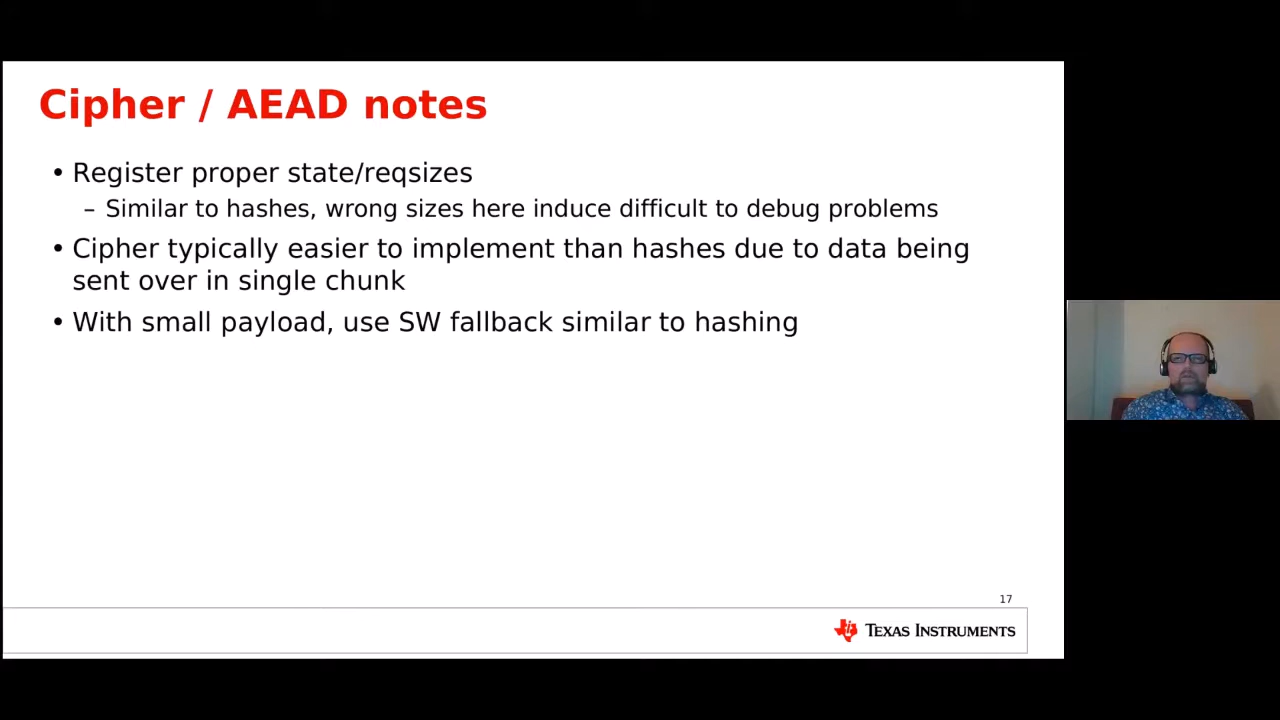 Cipher / AEAD notes
• Register proper state/reqsizes
– Similar to hashes, wrong sizes here induce difficult to debug problems
• Cipher typically easier to implement than hashes due to data being
sent over in single chunk
• With small payload, use SW fallback similar to hashing
17
TEXAS INSTRUMENTS